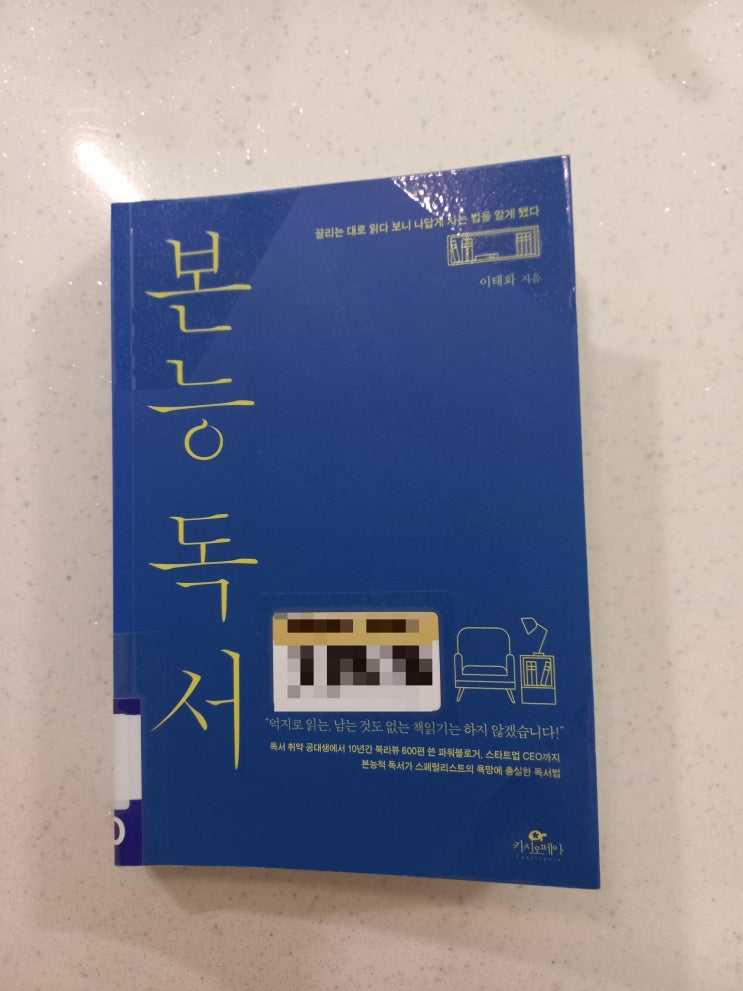 끌리는 대로 읽다 보니 나답게 사는 법을 알게 됐다
이태화 지음
본능 독서
“억지로 읽는, 남는 것도 없는 책읽기는 하지 않겠습니다!”
독서 취약 공대생에서 10년간 북리뷰 600편 쓴 파워블로거, 스타트업 CEO까지
본능적 독서가 스페럴리스트의 욕망에 충실한 독서법
카시오페아
Cassiopeia